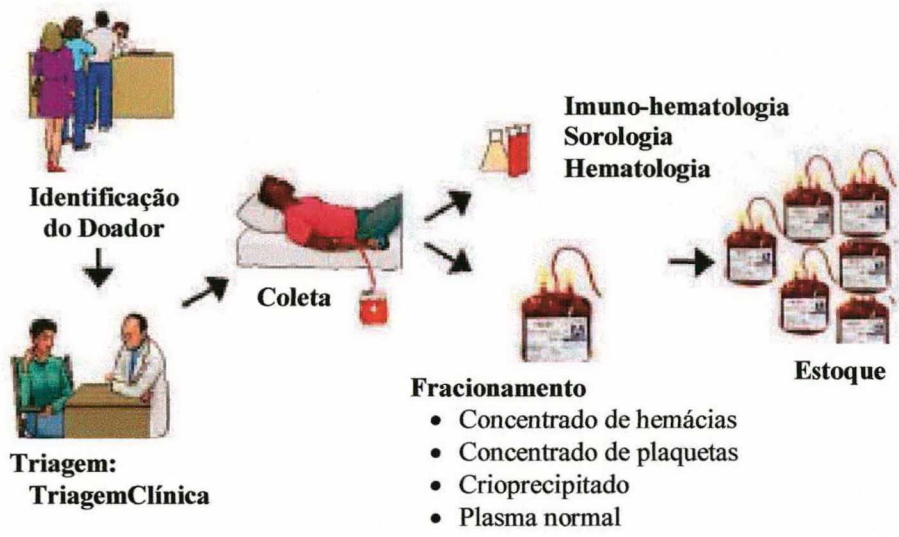 Identificação
do Doador
Triagem:
TriagemClínica
Coleta
Imuno-hematologia
Sorologia
Hematologia
Fracionamento
• Concentrado de hemácias
• Concentrado de plaquetas
• Crioprecipitado
• Plasma normal
Estoque